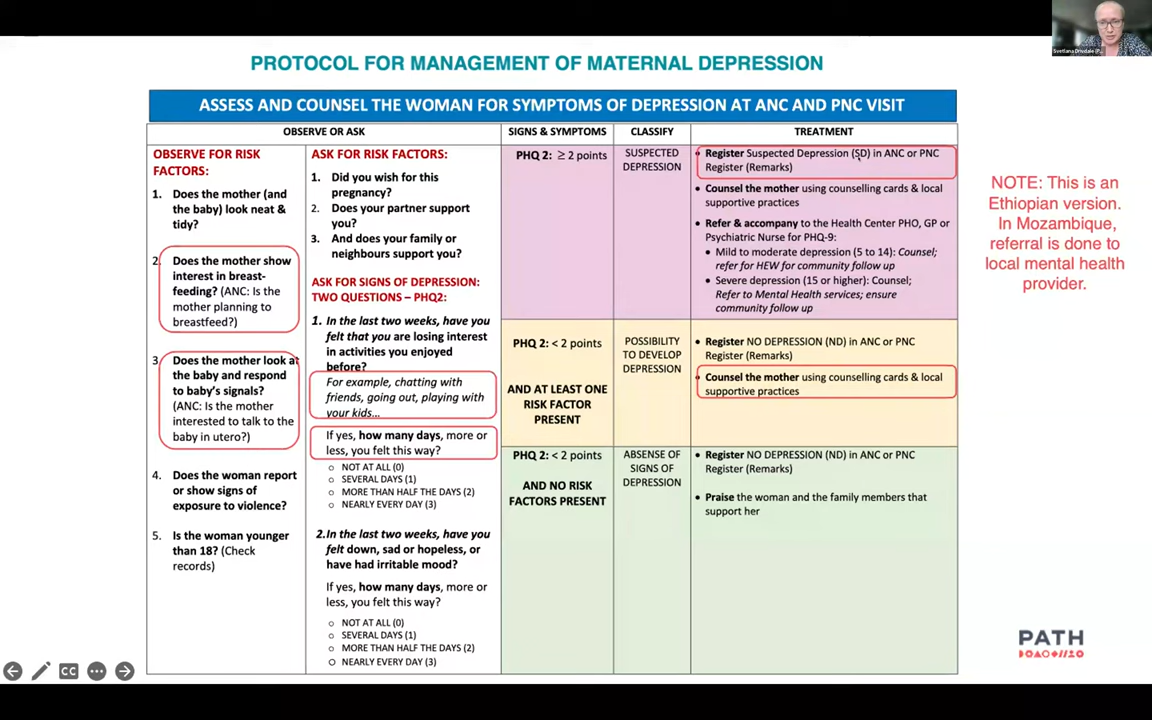 PROTOCOL FOR MANAGEMENT OF MATERNAL DEPRESSION
ASSESS AND COUNSEL THE WOMAN FOR SYMPTOMS OF DEPRESSION AT ANC AND PNC VISIT
OBSERVE OR ASK
SIGNS & SYMPTOMS
CLASSIFY
TREATMENT
OBSERVE FOR RISK
FACTORS:
1. Does the mother (and
the baby) look neat &
tidy?
2. Does the mother show
interest in breast-
feeding? (ANC: Is the
mother planning to
breastfeed?)
3. Does the mother look at
the baby and respond
to baby's signals?
(ANC: Is the mother
interested to talk to the
baby in utero?)
4. Does the woman report
or show signs of
exposure to violence?
5. Is the woman younger
than 18? (Check
records)
ASK FOR RISK FACTORS:
1. Did you wish for this
pregnancy?
2. Does your partner support
you?
3. And does your family or
neighbours support you?
ASK FOR SIGNS OF DEPRESSION:
TWO QUESTIONS – PHQ2:
1. In the last two weeks, have you
felt that you are losing interest
in activities you enjoyed
before?
For example, chatting with
friends, going out, playing with
your kids...
If yes, how many days, more or
less, you felt this way?
○ NOT AT ALL (0)
○ SEVERAL DAYS (1)
○ MORE THAN HALF THE DAYS (2)
○ NEARLY EVERY DAY (3)
2. In the last two weeks, have you
felt down, sad or hopeless, or
have had irritable mood?
If yes, how many days, more or
less, you felt this way?
○ NOT AT ALL (0)
○ SEVERAL DAYS (1)
○ MORE THAN HALF THE DAYS (2)
○ NEARLY EVERY DAY (3)
PHQ 2: ≥ 2 points
SUSPECTED
DEPRESSION
• Register Suspected Depression (SD) in ANC or PNC
Register (Remarks)
• Counsel the mother using counselling cards & local
supportive practices
• Refer & accompany to the Health Center PHO, GP or
Psychiatric Nurse for PHQ-9:
• Mild to moderate depression (5 to 14): Counsel;
refer for HEW for community follow up
• Severe depression (15 or higher): Counsel;
Refer to Mental Health services; ensure
community follow up
PHQ 2: < 2 points
AND AT LEAST ONE
RISK FACTOR
PRESENT
POSSIBILITY
TO DEVELOP
DEPRESSION
• Register NO DEPRESSION (ND) in ANC or PNC
Register (Remarks)
• Counsel the mother using counselling cards & local
supportive practices
PHQ 2: < 2 points
AND NO RISK
FACTORS PRESENT
ABSENCE OF
SIGNS OF
DEPRESSION
• Register NO DEPRESSION (ND) in ANC or PNC
Register (Remarks)
• Praise the woman and the family members that
support her
NOTE: This is an
Ethiopian version.
In Mozambique,
referral is done to
local mental health
provider.
PATH
CC